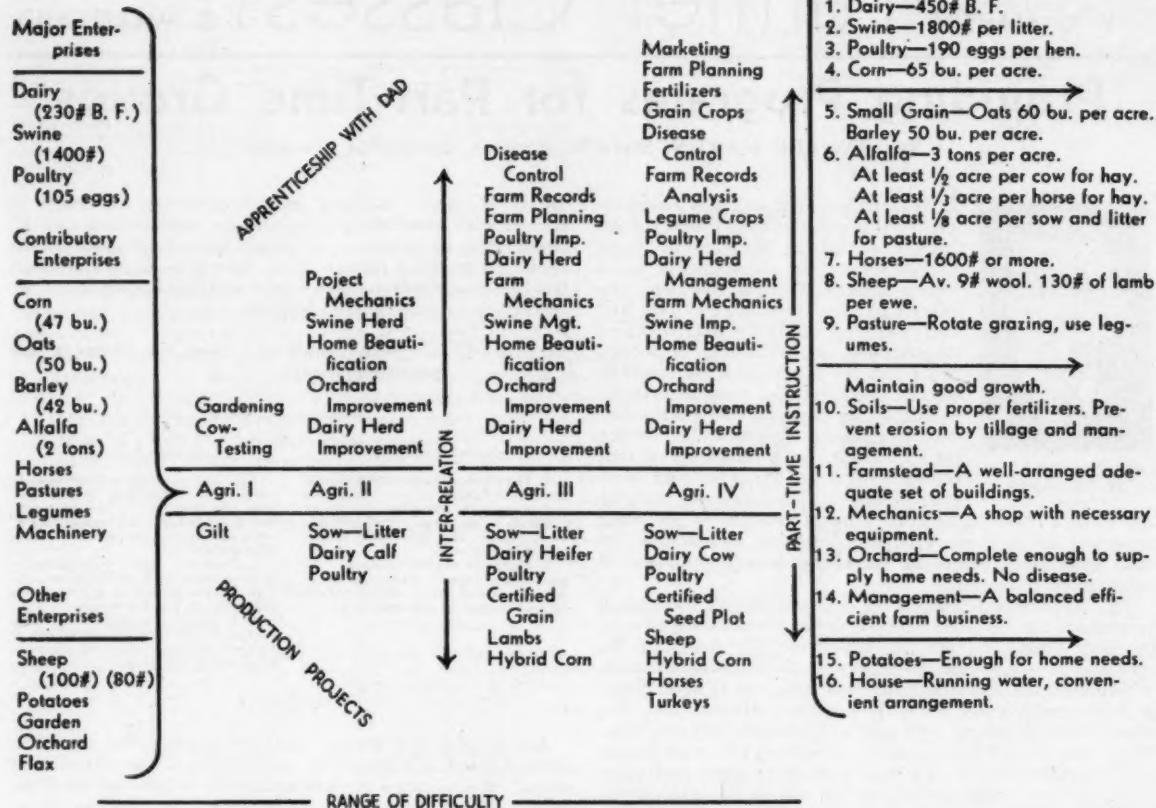 Major Enter-
prises
Dairy
(230# B. F.)
Swine
(1400#)
Poultry
(105 eggs)
Contributory
Enterprises
Corn
(47 bu.)
Oats
(50 bu.)
Barley
(42 bu.)
Alfalfa
(2 tons)
Horses
Pastures
Legumes
Machinery
Other
Enterprises
Sheep
(100#) (80#)
Potatoes
Garden
Orchard
Flax
APPRENTICESHIP WITH DAD
Gardening
Cow-
Testing
Agri. I
Gilt
PRODUCTION PROJECTS
Project
Mechanics
Swine Herd
Home Beauti-
fication
Orchard
Improvement
Dairy Herd
Improvement
Agri. II
Sow—Litter
Dairy Calf
Poultry
INTER-RELATION
Disease
Control
Farm Records
Farm Planning
Poultry Imp.
Dairy Herd
Farm
Mechanics
Swine Mgt.
Home Beauti-
fication
Orchard
Improvement
Dairy Herd
Improvement
Agri. III
Sow—Litter
Dairy Heifer
Poultry
Certified
Grain
Lambs
Hybrid Corn
Marketing
Farm Planning
Fertilizers
Grain Crops
Disease
Control
Farm Records
Analysis
Legume Crops
Poultry Imp.
Dairy Herd
Management
Farm Mechanics
Swine Imp.
Home Beauti-
fication
Orchard
Improvement
Dairy Herd
Improvement
Agri. IV
Sow—Litter
Dairy Cow
Poultry
Certified
Seed Plot
Sheep
Hybrid Corn
Horses
Turkeys
PART-TIME INSTRUCTION
1. Dairy—450# B. F.
2. Swine—1800# per litter.
3. Poultry—190 eggs per hen.
4. Corn—65 bu. per acre.
5. Small Grain—Oats 60 bu. per acre.
Barley 50 bu. per acre.
6. Alfalfa—3 tons per acre.
At least ½ acre per cow for hay.
At least ⅓ acre per horse for hay.
At least ⅛ acre per sow and litter
for pasture.
7. Horses—1600# or more.
8. Sheep—Av. 9# wool. 130# of lamb
per ewe.
9. Pasture—Rotate grazing, use leg-
umes.
Maintain good growth.
10. Soils—Use proper fertilizers. Pre-
vent erosion by tillage and man-
agement.
11. Farmstead—A well-arranged ade-
quate set of buildings.
12. Mechanics—A shop with necessary
equipment.
13. Orchard—Complete enough to sup-
ply home needs. No disease.
14. Management—A balanced effi-
cient farm business.
15. Potatoes—Enough for home needs.
16. House—Running water, conven-
ient arrangement.
RANGE OF DIFFICULTY